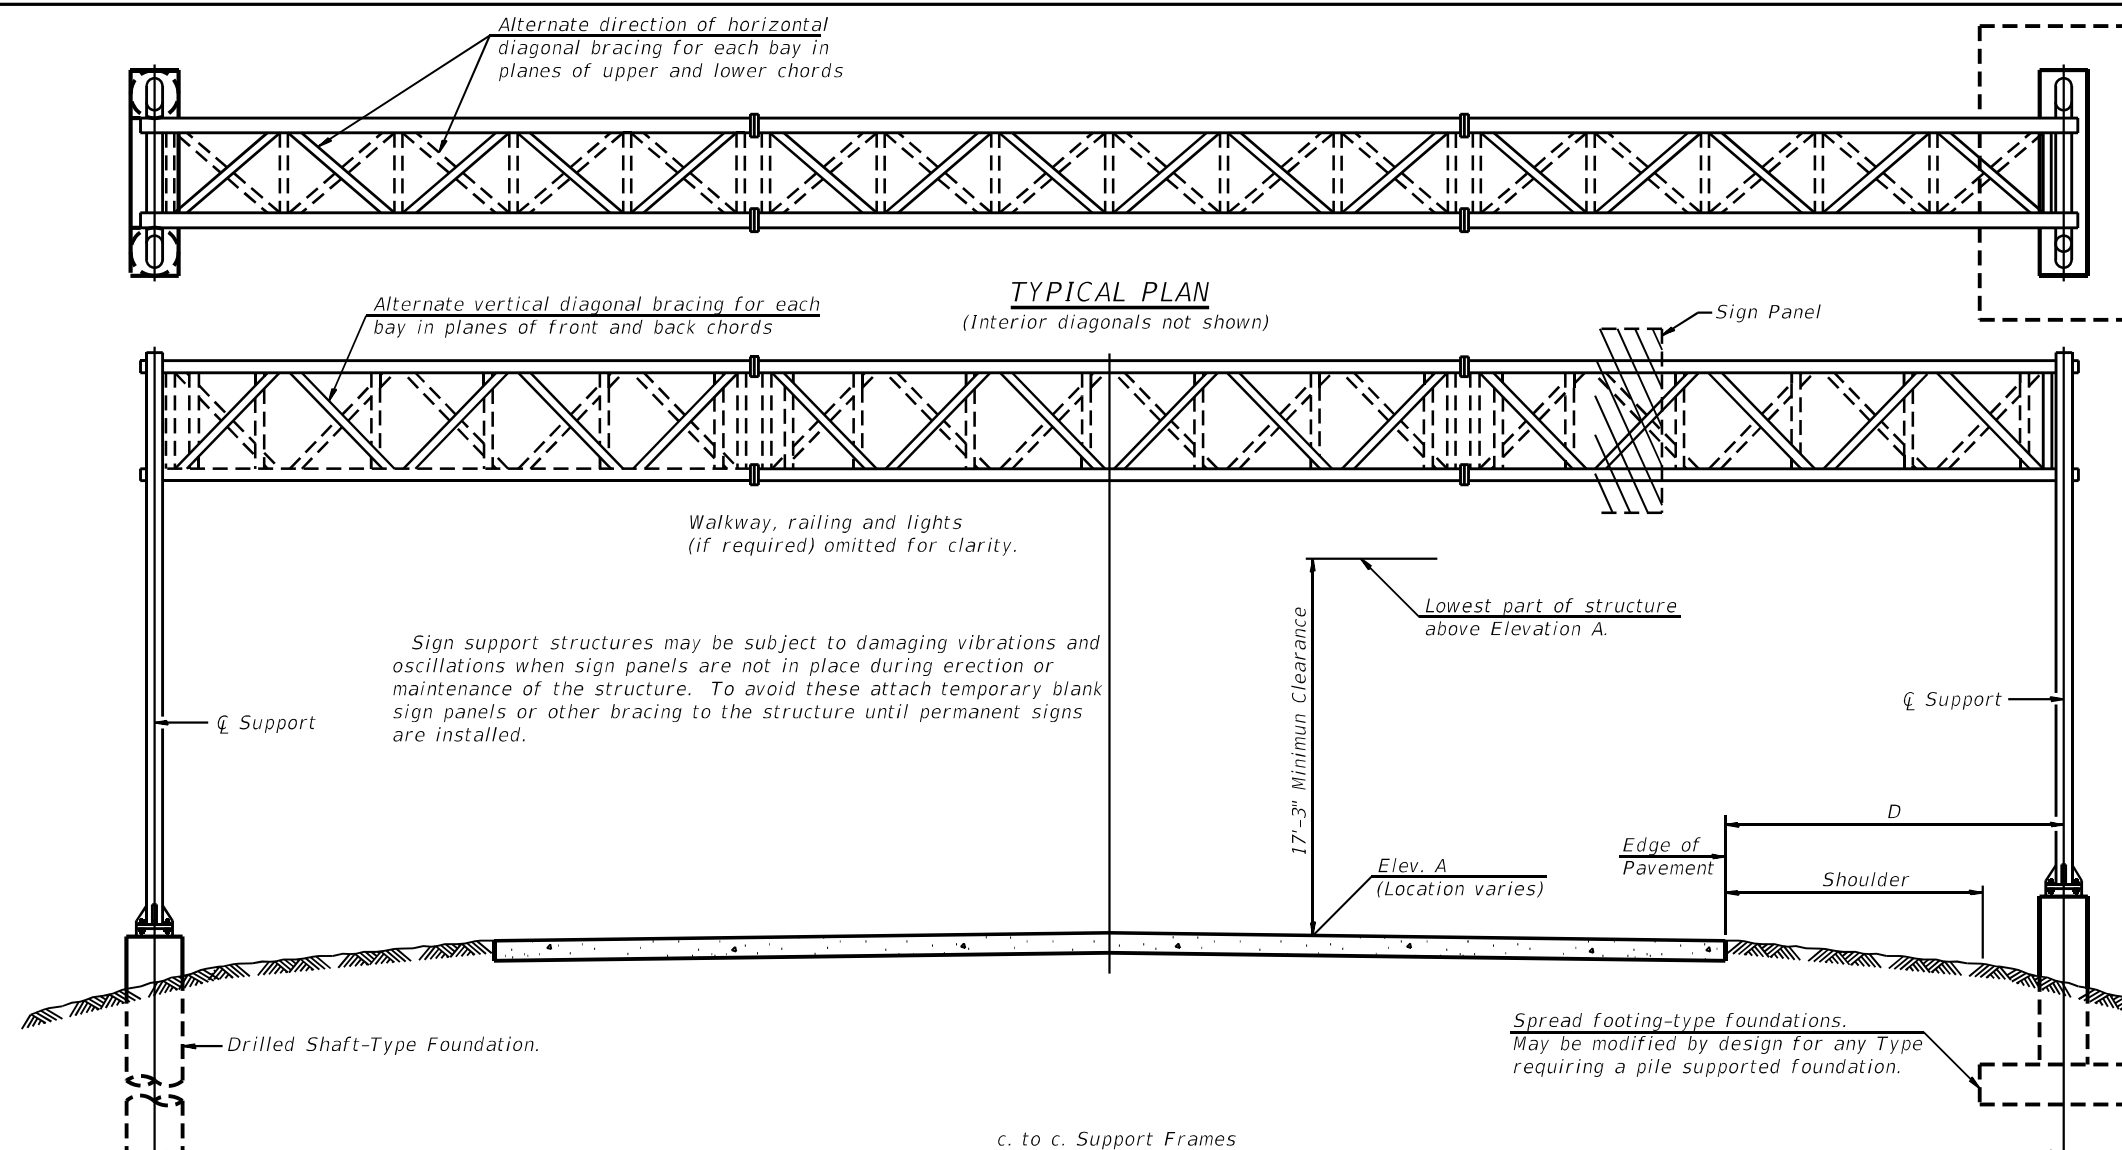 Alternate direction of horizontal
diagonal bracing for each bay in
planes of upper and lower chords
TYPICAL PLAN
(Interior diagonals not shown)
Alternate vertical diagonal bracing for each
bay in planes of front and back chords
Sign Panel
Walkway, railing and lights
(if required) omitted for clarity.
Lowest part of structure
above Elevation A.
17'-3" Minimun Clearance
Sign support structures may be subject to damaging vibrations and
oscillations when sign panels are not in place during erection or
maintenance of the structure. To avoid these attach temporary blank
sign panels or other bracing to the structure until permanent signs
are installed.
℄ Support
℄ Support
D
Edge of
Pavement
Shoulder
Elev. A
(Location varies)
Drilled Shaft-Type Foundation.
Spread footing-type foundations.
May be modified by design for any Type
requiring a pile supported foundation.
c. to c. Support Frames